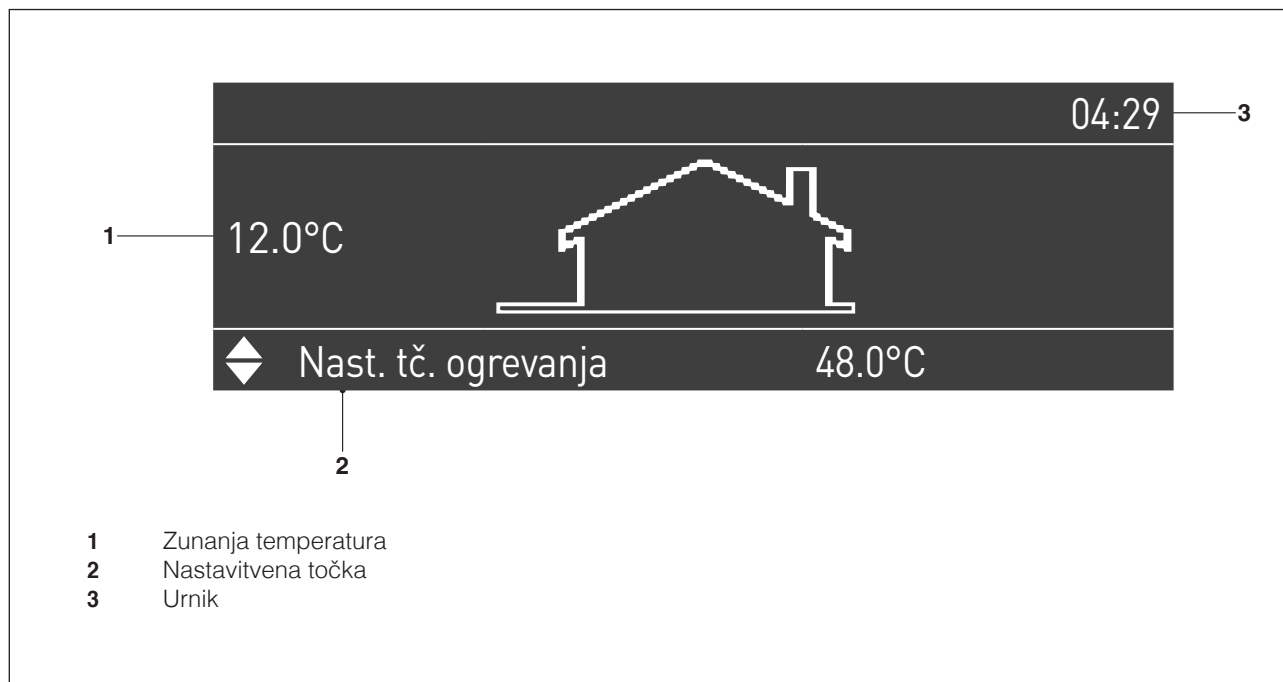 04:29
3
1
12.0°C
Nast. tč. ogrevanja 48.0°C
2
1 Zunanja temperatura
2 Nastavitvena točka
3 Urnik